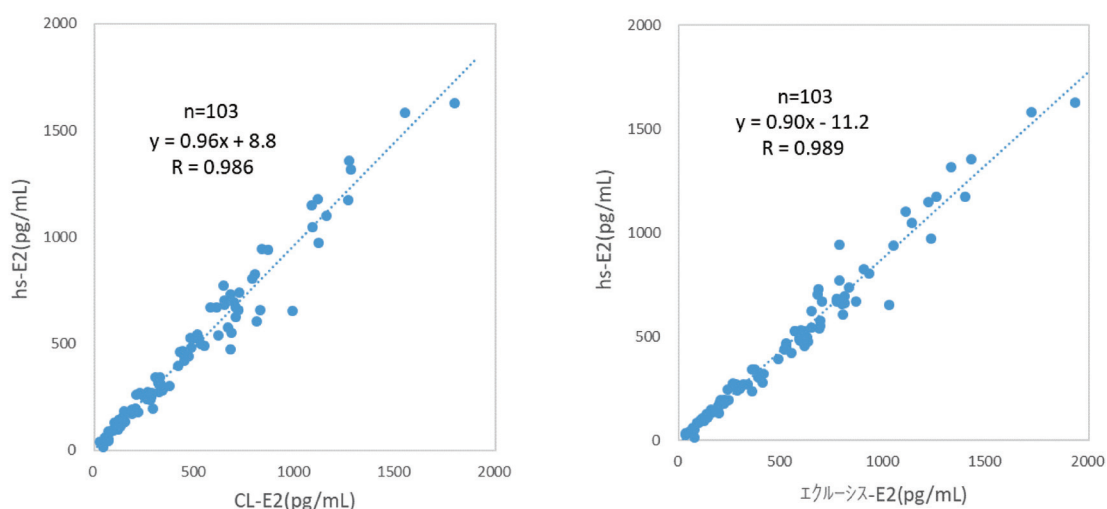 2000
1500
1000
500
0
hs-E2(pg/mL)
n=103
y = 0.96x + 8.8
R = 0.986
0
500
1000
1500
2000
CL-E2(pg/mL)
2000
1500
1000
500
0
hs-E2(pg/mL)
n=103
y = 0.90x - 11.2
R = 0.989
0
500
1000
1500
2000
ｴｸﾙｰｼｽ-E2(pg/mL)